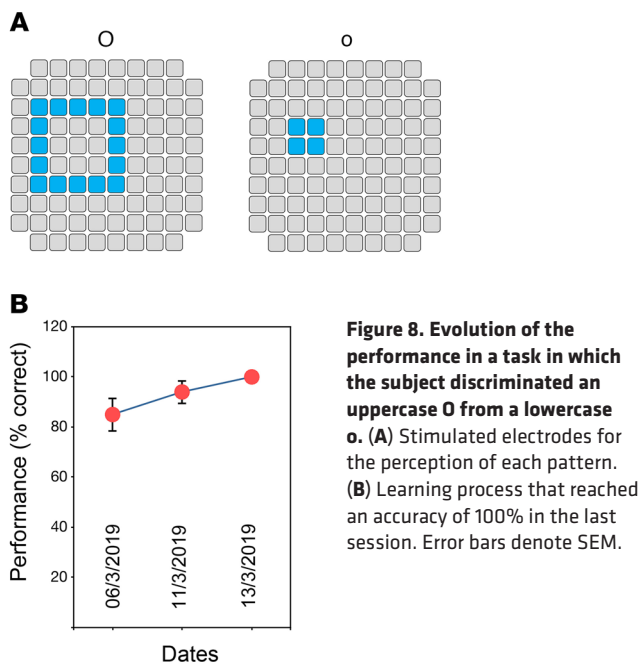 A
O
o
B
120
100
80
60
40
20
Performance (% correct)
06/3/2019
11/3/2019
13/3/2019
Dates
Figure 8. Evolution of the
performance in a task in which
the subject discriminated an
uppercase O from a lowercase
o. (A) Stimulated electrodes for
the perception of each pattern.
(B) Learning process that reached
an accuracy of 100% in the last
session. Error bars denote SEM.